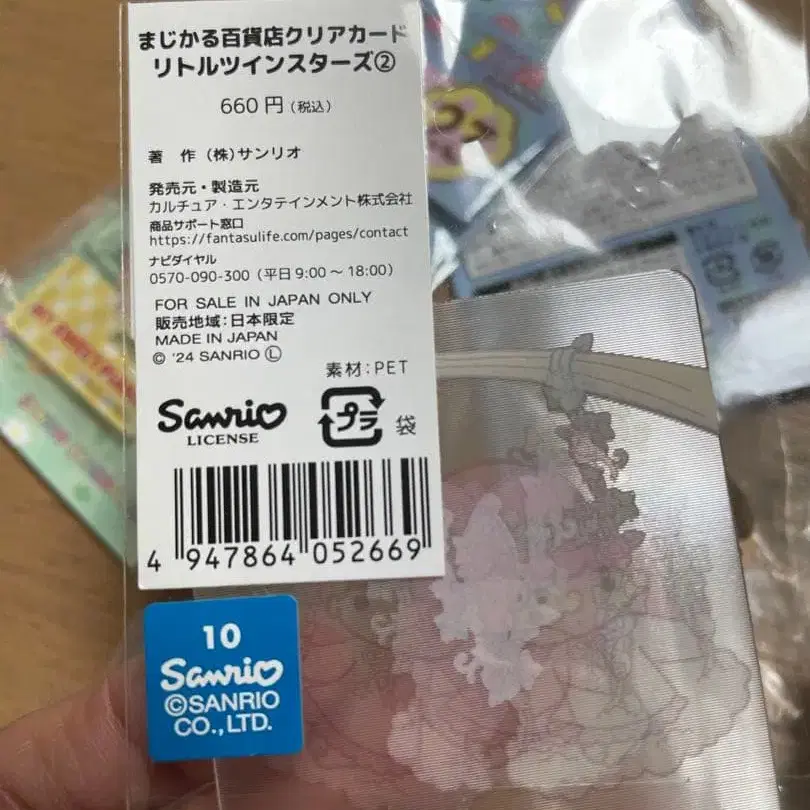 まじかる百貨店クリアカード
リトルツインスターズ②
660円(税込)
著 作 (株)サンリオ
発売元・製造元
カルチュア・エンタテインメント株式会社
商品サポート窓口
https://fantasulife.com/pages/contact
ナビダイヤル
0570-090-300(平日9:00～18:00)
FOR SALE IN JAPAN ONLY
販売地域:日本限定
MADE IN JAPAN
© '24 SANRIO Ⓛ
素材:PET
Sanrio
LICENSE
プラ
袋
4 947864 052669
10
Sanrio
©SANRIO
CO.,LTD.